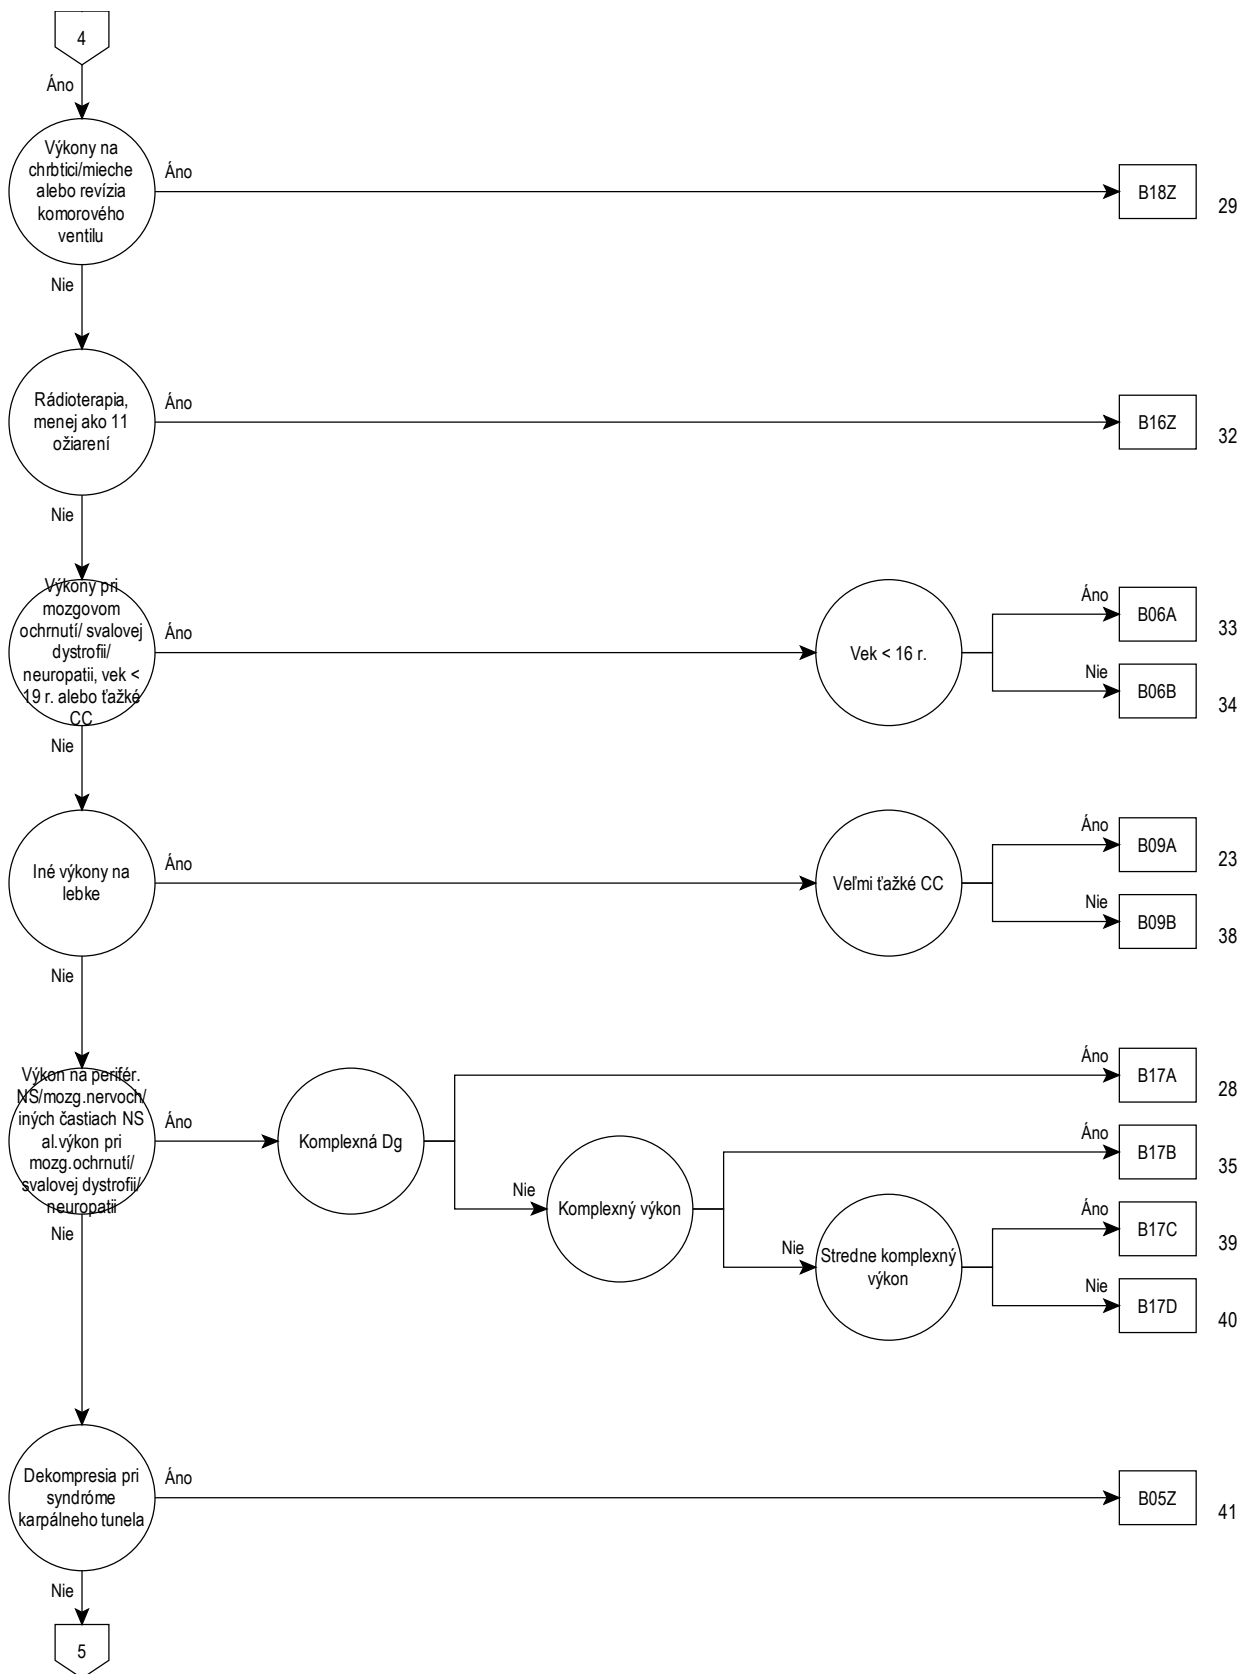 4
Áno
Výkony na
chrbtici/mieche
alebo revízia
komorového
ventilu
Áno
B18Z
29
Nie
Rádioterapia,
menej ako 11
ožiarení
Áno
B16Z
32
Nie
Výkony pri
mozgovom
ochrnutí/ svalovej
dystrofii/
neuropatii, vek <
19 r. alebo ťažké
CC
Áno
Vek < 16 r.
Áno
B06A
33
Nie
B06B
34
Nie
Iné výkony na
lebke
Áno
Veľmi ťažké CC
Áno
B09A
23
Nie
B09B
38
Nie
Výkon na perifér.
NS/mozg.nervoch/
iných častiach NS
al.výkon pri
mozg.ochrnutí/
svalovej dystrofii/
neuropatii
Áno
Komplexná Dg
Áno
B17A
28
Nie
Komplexný výkon
Áno
B17B
35
Nie
Stredne komplexný
výkon
Áno
B17C
39
Nie
B17D
40
Nie
Dekompresia pri
syndróme
karpálneho tunela
Áno
B05Z
41
Nie
5